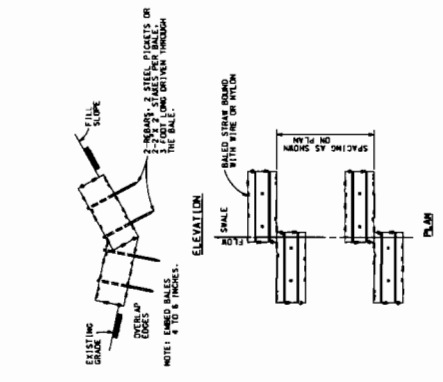 EXISTING
GRADE
OVERLAP
EDGES
NOTE: EMBED BALES
4 TO 6 INCHES.
FILL
SLOPE
2-REBARS, 2 STEEL PICKETS OR
2-2"X 2" STAKES PER BALE,
3 FOOT LONG DRIVEN THROUGH
THE BALE.
ELEVATION
FLOW
SWALE
BALED STRAW BOUND
WITH WIRE OR NYLON
SPACING AS SHOWN
ON PLAN
PLAN